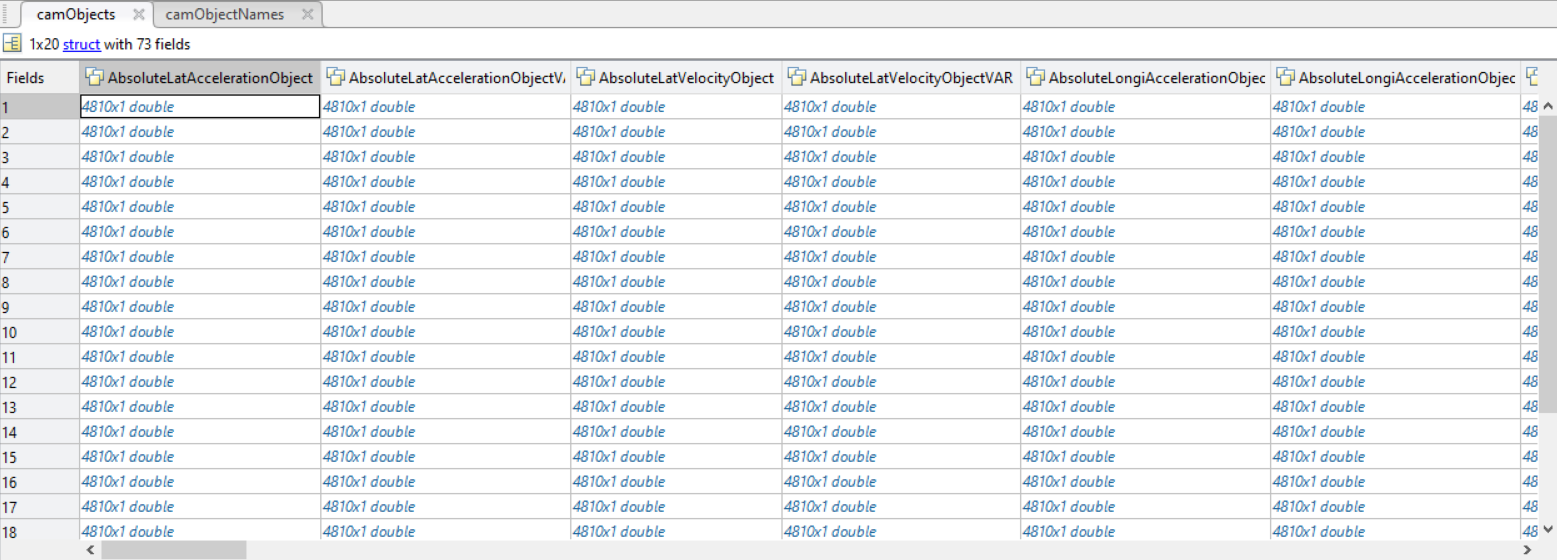 camObjects camObjectNames
1x20 struct with 73 fields
Fields AbsoluteLatAccelerationObject AbsoluteLatAccelerationObjectVA AbsoluteLatVelocityObject AbsoluteLatVelocityObjectVAR AbsoluteLongiAccelerationObjec AbsoluteLongiAccelerationObjec
1 4810x1 double 4810x1 double 4810x1 double 4810x1 double 4810x1 double 4810x1 double 48
2 4810x1 double 4810x1 double 4810x1 double 4810x1 double 4810x1 double 4810x1 double 48
3 4810x1 double 4810x1 double 4810x1 double 4810x1 double 4810x1 double 4810x1 double 48
4 4810x1 double 4810x1 double 4810x1 double 4810x1 double 4810x1 double 4810x1 double 48
5 4810x1 double 4810x1 double 4810x1 double 4810x1 double 4810x1 double 4810x1 double 48
6 4810x1 double 4810x1 double 4810x1 double 4810x1 double 4810x1 double 4810x1 double 48
7 4810x1 double 4810x1 double 4810x1 double 4810x1 double 4810x1 double 4810x1 double 48
8 4810x1 double 4810x1 double 4810x1 double 4810x1 double 4810x1 double 4810x1 double 48
9 4810x1 double 4810x1 double 4810x1 double 4810x1 double 4810x1 double 4810x1 double 48
10 4810x1 double 4810x1 double 4810x1 double 4810x1 double 4810x1 double 4810x1 double 48
11 4810x1 double 4810x1 double 4810x1 double 4810x1 double 4810x1 double 4810x1 double 48
12 4810x1 double 4810x1 double 4810x1 double 4810x1 double 4810x1 double 4810x1 double 48
13 4810x1 double 4810x1 double 4810x1 double 4810x1 double 4810x1 double 4810x1 double 48
14 4810x1 double 4810x1 double 4810x1 double 4810x1 double 4810x1 double 4810x1 double 48
15 4810x1 double 4810x1 double 4810x1 double 4810x1 double 4810x1 double 4810x1 double 48
16 4810x1 double 4810x1 double 4810x1 double 4810x1 double 4810x1 double 4810x1 double 48
17 4810x1 double 4810x1 double 4810x1 double 4810x1 double 4810x1 double 4810x1 double 48
18 4810x1 double 4810x1 double 4810x1 double 4810x1 double 4810x1 double 4810x1 double 48